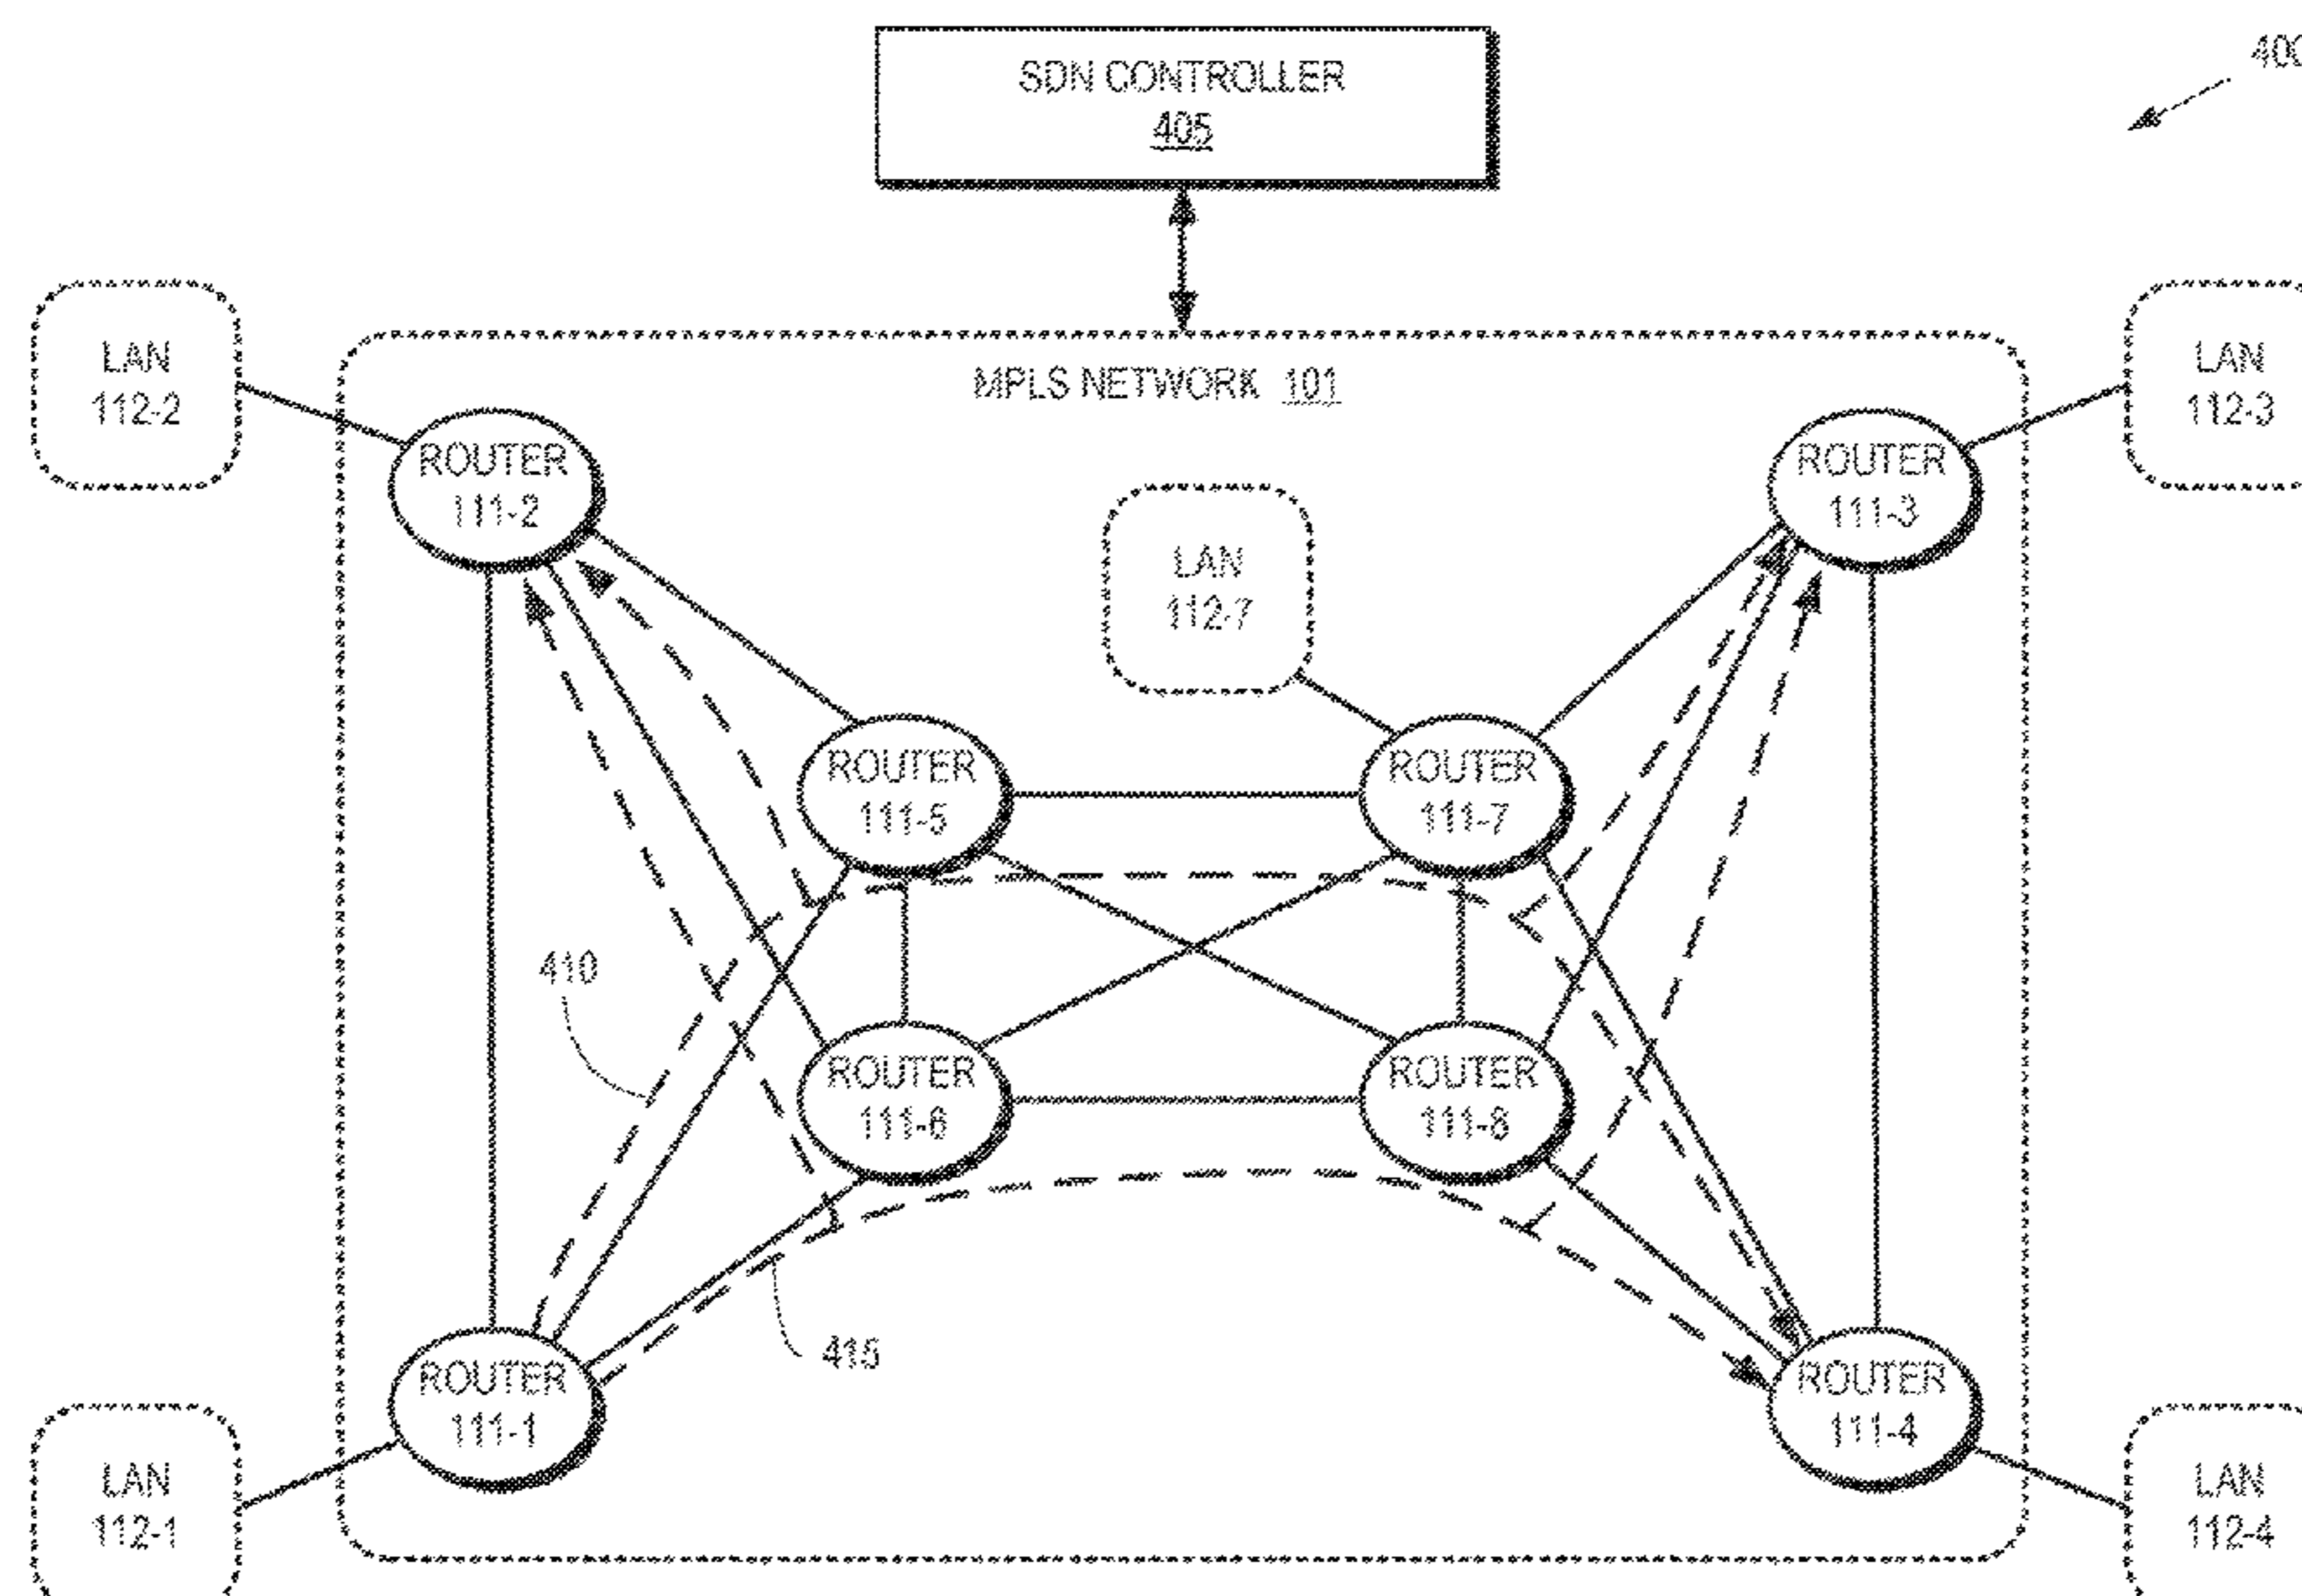 SDN CONTROLLER
405
400
LAN
112-2
MPLS NETWORK 101
LAN
112-3
ROUTER
111-2
ROUTER
111-3
LAN
112-7
ROUTER
111-5
ROUTER
111-7
410
ROUTER
111-6
ROUTER
111-8
415
ROUTER
111-1
ROUTER
111-4
LAN
112-1
LAN
112-4